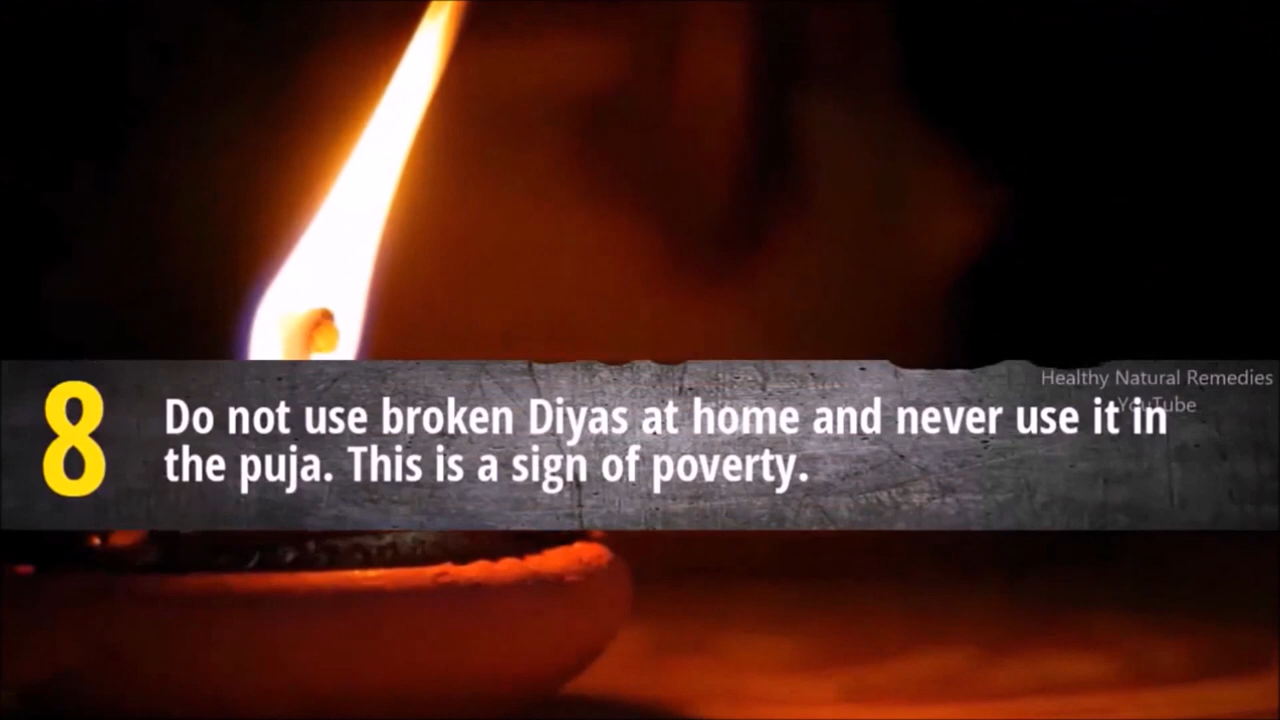 Healthy Natural Remedies
YouTube
8
Do not use broken Diyas at home and never use it in
the puja. This is a sign of poverty.